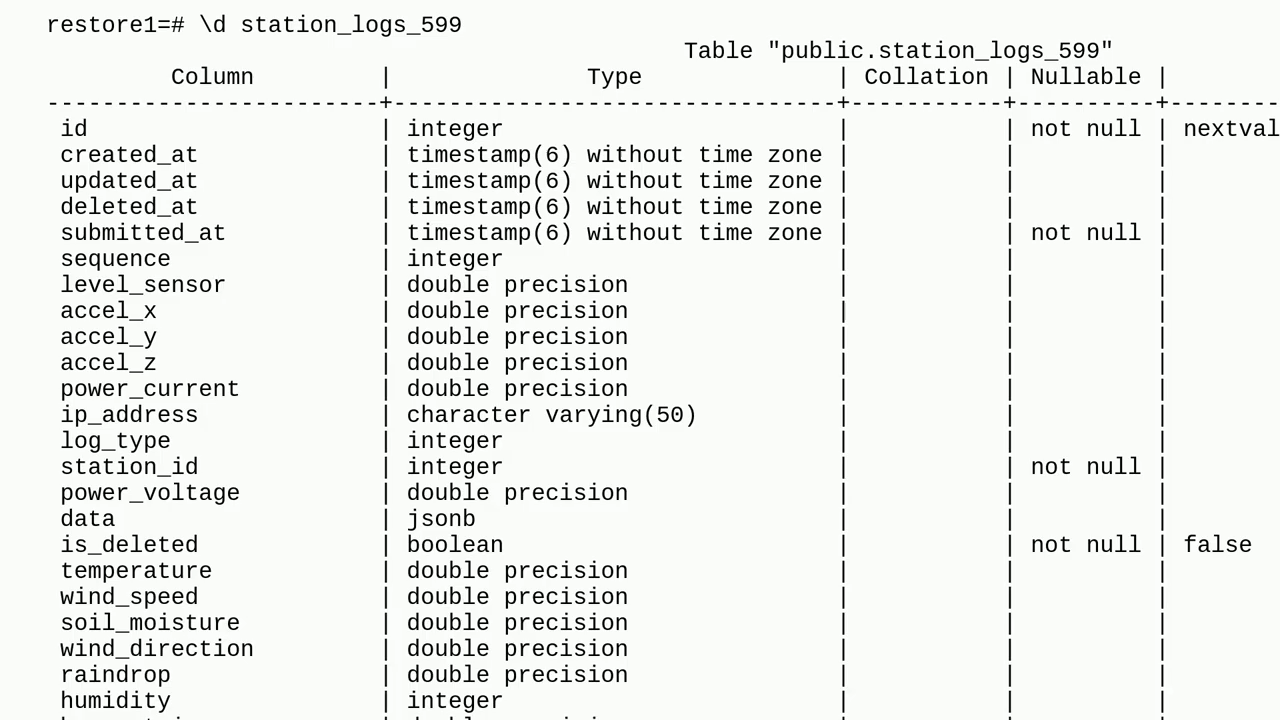 restore1=# \d station_logs_599
Table "public.station_logs_599"
Column | Type | Collation | Nullable |
------------------------+--------------------------------+-----------+----------+--------
id | integer | | not null | nextval
created_at | timestamp(6) without time zone | | |
updated_at | timestamp(6) without time zone | | |
deleted_at | timestamp(6) without time zone | | |
submitted_at | timestamp(6) without time zone | | not null |
sequence | integer | | |
level_sensor | double precision | | |
accel_x | double precision | | |
accel_y | double precision | | |
accel_z | double precision | | |
power_current | double precision | | |
ip_address | character varying(50) | | |
log_type | integer | | |
station_id | integer | | not null |
power_voltage | double precision | | |
data | jsonb | | |
is_deleted | boolean | | not null | false
temperature | double precision | | |
wind_speed | double precision | | |
soil_moisture | double precision | | |
wind_direction | double precision | | |
raindrop | double precision | | |
humidity | integer | | |